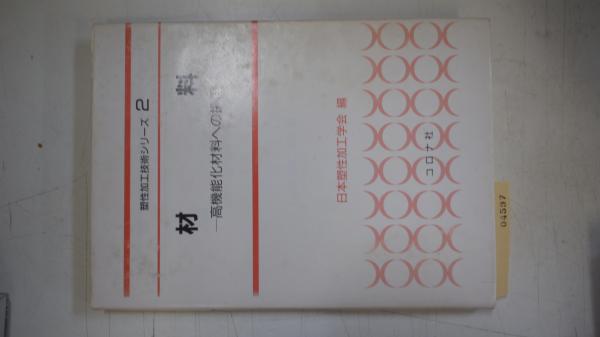 塑性加工技術シリーズ 2
材 料
—高機能化材料への
日本塑性加工学会 編
コロナ社
04597